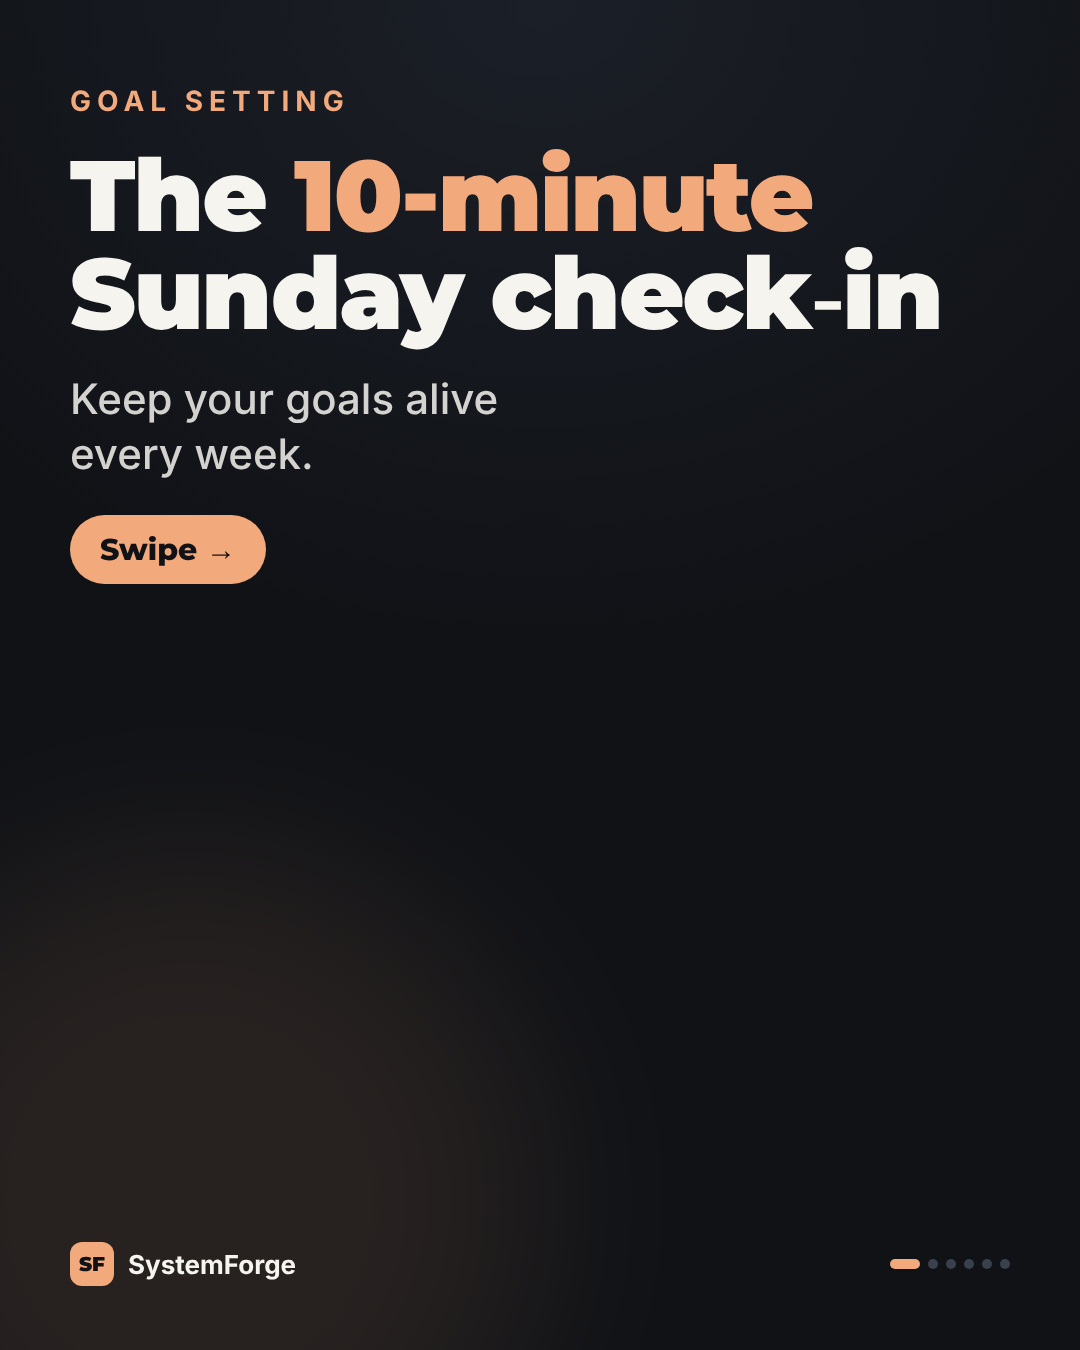 GOAL SETTING
The 10-minute
Sunday check-in
Keep your goals alive
every week.
Swipe →
SF SystemForge